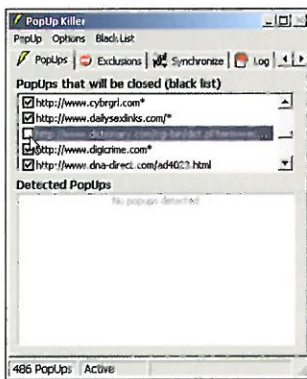 PopUp Killer
PopUp Options Black List
PopUps Exclusions Synchronize Log
PopUps that will be closed (black list)
http://www.cybrgrl.com*
http://www.dailysexlinks.com/*
http://www.dictionary.com/cgi-bin/dict.pl?term=
http://www.digicrime.com*
http://www.dna-direct.com/ad4023.html
Detected PopUps
No popups detected
486 PopUps Active